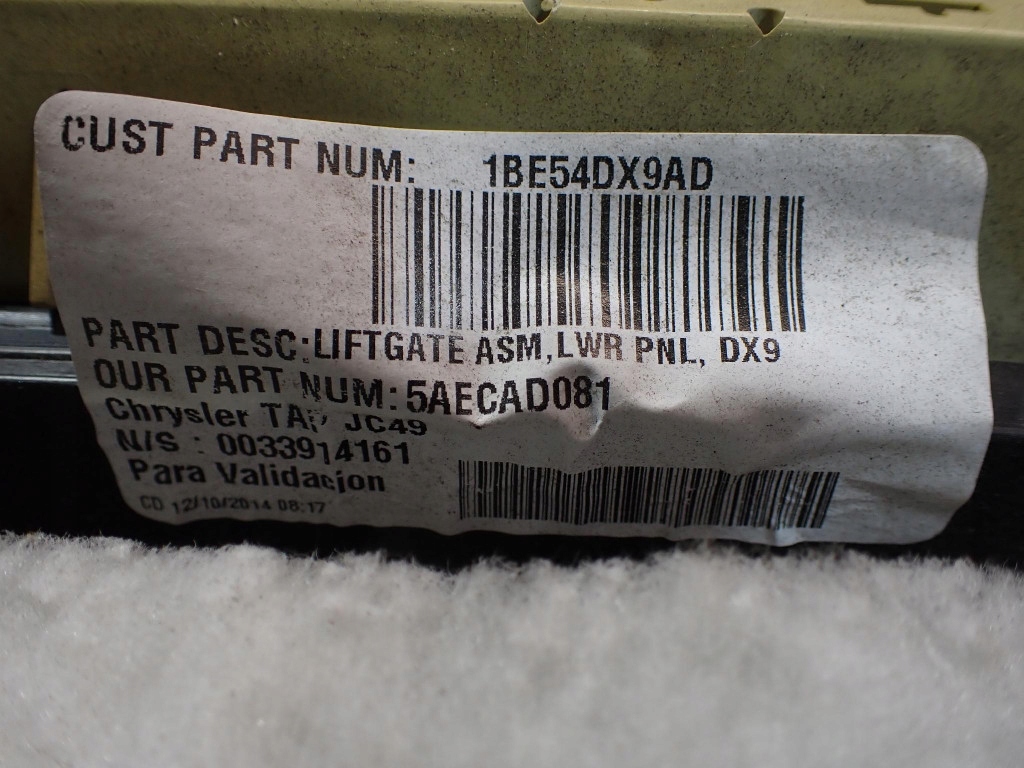 CUST PART NUM: 1BE54DX9AD
PART DESC: LIFTGATE ASM, LWR PNL, DX9
OUR PART NUM: 5AECAD081
Chrysler TAP JC49
N/S : 0033914161
Para Validacion
CD 12/10/2014 08:17